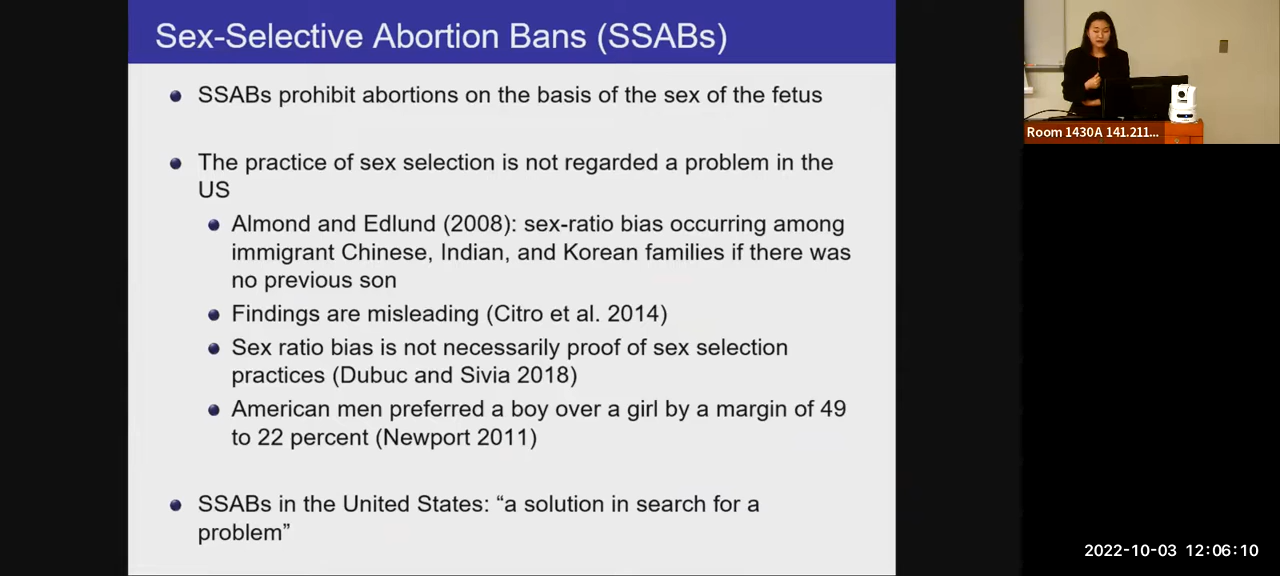 Sex-Selective Abortion Bans (SSABs)
SSABs prohibit abortions on the basis of the sex of the fetus
The practice of sex selection is not regarded a problem in the
US
Almond and Edlund (2008): sex-ratio bias occurring among
immigrant Chinese, Indian, and Korean families if there was
no previous son
Findings are misleading (Citro et al. 2014)
Sex ratio bias is not necessarily proof of sex selection
practices (Dubuc and Sivia 2018)
American men preferred a boy over a girl by a margin of 49
to 22 percent (Newport 2011)
SSABs in the United States: “a solution in search for a
problem”
Room 1430A 141.211...
2022-10-03 12:06:10